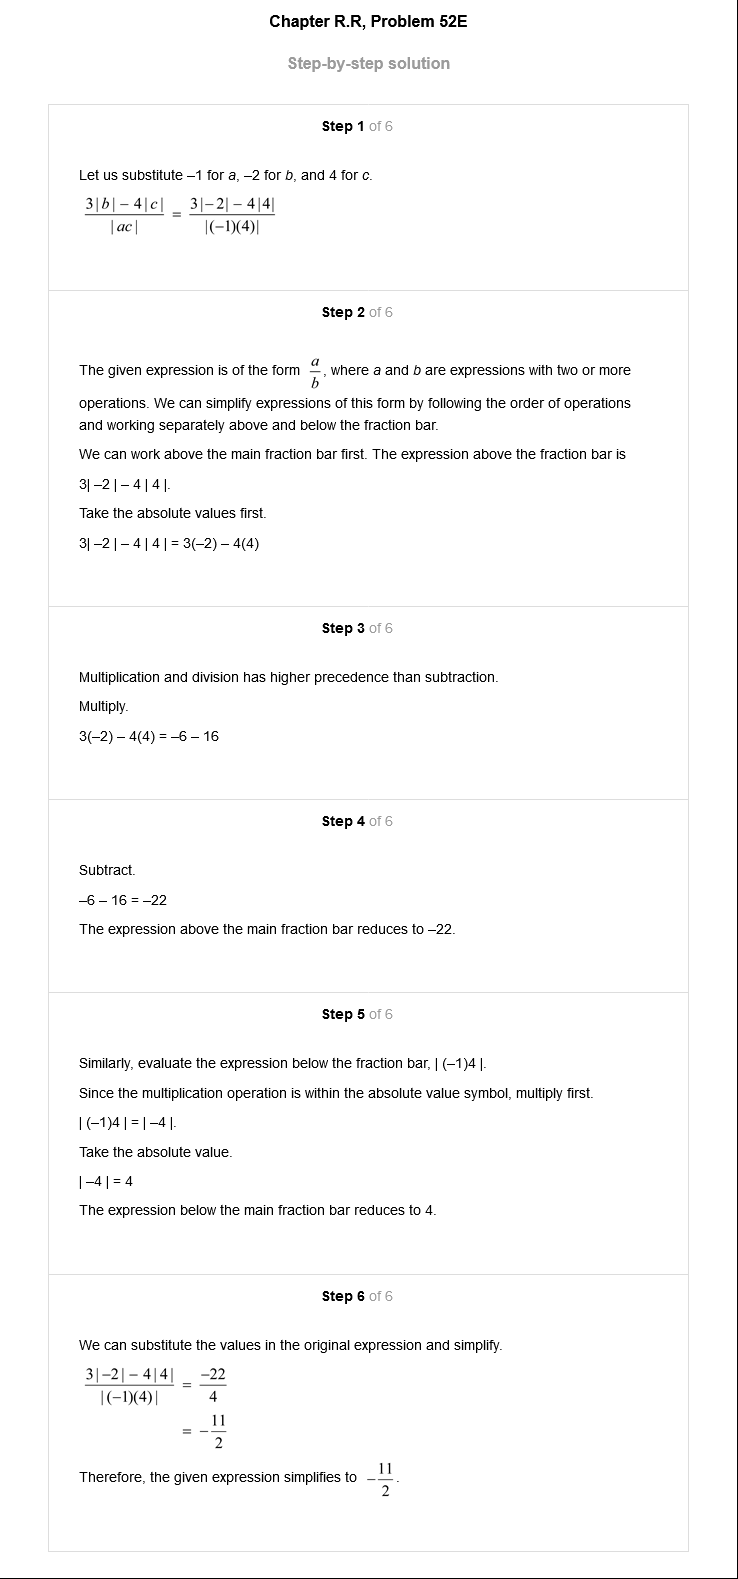 Chapter R.R, Problem 52E
Step-by-step solution
Step 1 of 6
Let us substitute –1 for a, –2 for b, and 4 for c.
3|b| − 4|c| / |ac| = 3|−2| − 4|4| / |(−1)(4)|
Step 2 of 6
The given expression is of the form a/b, where a and b are expressions with two or more
operations. We can simplify expressions of this form by following the order of operations
and working separately above and below the fraction bar.
We can work above the main fraction bar first. The expression above the fraction bar is
3| –2 | – 4 | 4 |.
Take the absolute values first.
3| –2 | – 4 | 4 | = 3(–2) – 4(4)
Step 3 of 6
Multiplication and division has higher precedence than subtraction.
Multiply.
3(–2) – 4(4) = –6 – 16
Step 4 of 6
Subtract.
–6 – 16 = –22
The expression above the main fraction bar reduces to –22.
Step 5 of 6
Similarly, evaluate the expression below the fraction bar, | (–1)4 |.
Since the multiplication operation is within the absolute value symbol, multiply first.
| (–1)4 | = | –4 |.
Take the absolute value.
| –4 | = 4
The expression below the main fraction bar reduces to 4.
Step 6 of 6
We can substitute the values in the original expression and simplify.
3|−2| − 4|4| / |(−1)(4)| = −22 / 4
= − 11 / 2
Therefore, the given expression simplifies to − 11 / 2.